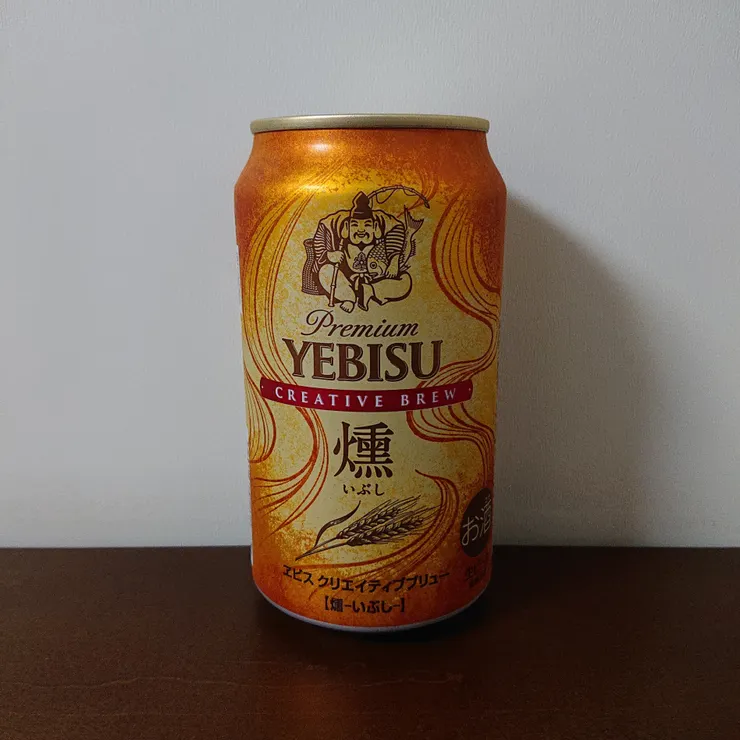 Premium
YEBISU
CREATIVE BREW
燻
いぶし
お酒
ヱビス クリエイティブブリュー
【燻-いぶし-】